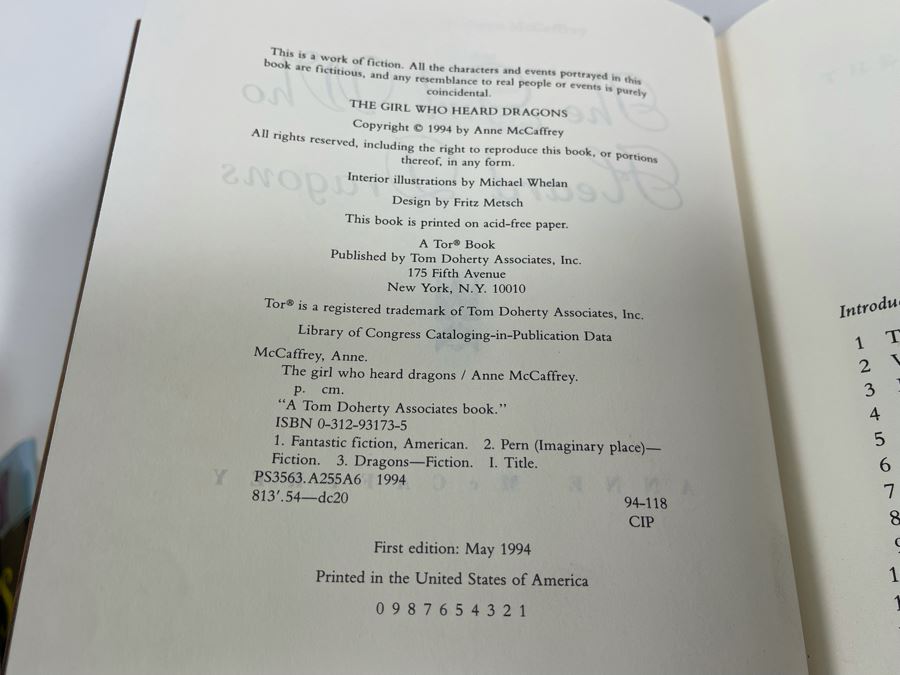 This is a work of fiction. All the characters and events portrayed in this
book are fictitious, and any resemblance to real people or events is purely
coincidental.
THE GIRL WHO HEARD DRAGONS
Copyright © 1994 by Anne McCaffrey
All rights reserved, including the right to reproduce this book, or portions
thereof, in any form.
Interior illustrations by Michael Whelan
Design by Fritz Metsch
This book is printed on acid-free paper.
A Tor® Book
Published by Tom Doherty Associates, Inc.
175 Fifth Avenue
New York, N.Y. 10010
Tor® is a registered trademark of Tom Doherty Associates, Inc.
Library of Congress Cataloging-in-Publication Data
McCaffrey, Anne.
The girl who heard dragons / Anne McCaffrey.
p. cm.
“A Tom Doherty Associates book.”
ISBN 0-312-93173-5
1. Fantastic fiction, American. 2. Pern (Imaginary place)—
Fiction. 3. Dragons—Fiction. I. Title.
PS3563.A255A6 1994
813′.54—dc20
94-118
CIP
First edition: May 1994
Printed in the United States of America
0 9 8 7 6 5 4 3 2 1
1
2
3
4
5
6
7
8